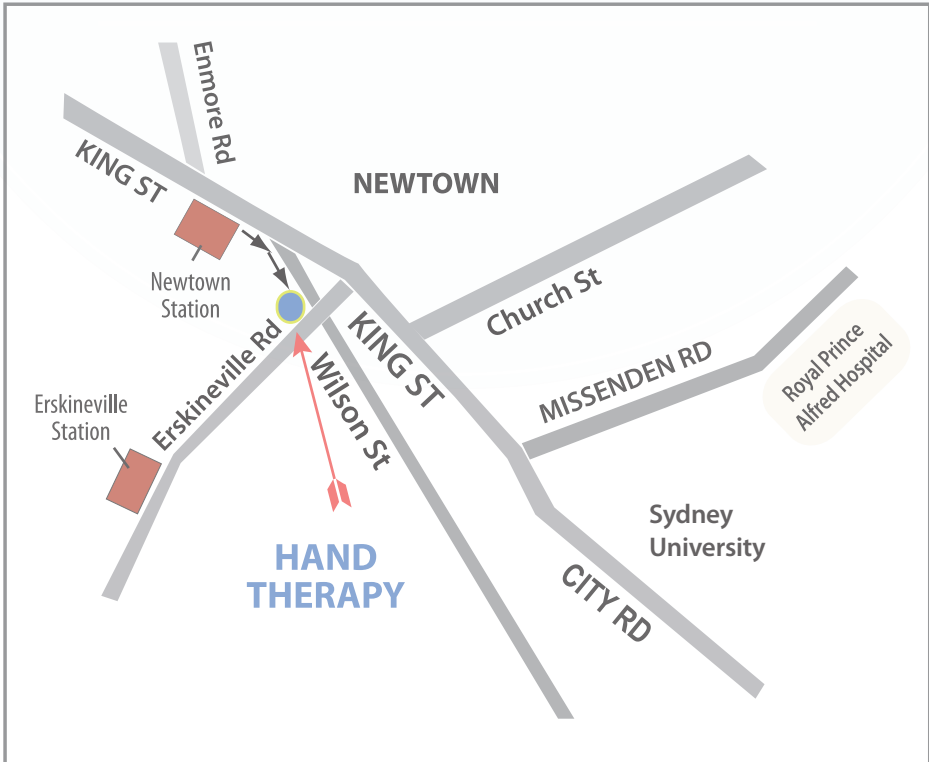 Enmore Rd
KING ST
NEWTOWN
Newtown
Station
Church St
Erskineville Rd
KING ST
Wilson St
MISSENDEN RD
Royal Prince
Alfred Hospital
Erskineville
Station
Sydney
University
HAND
THERAPY
CITY RD